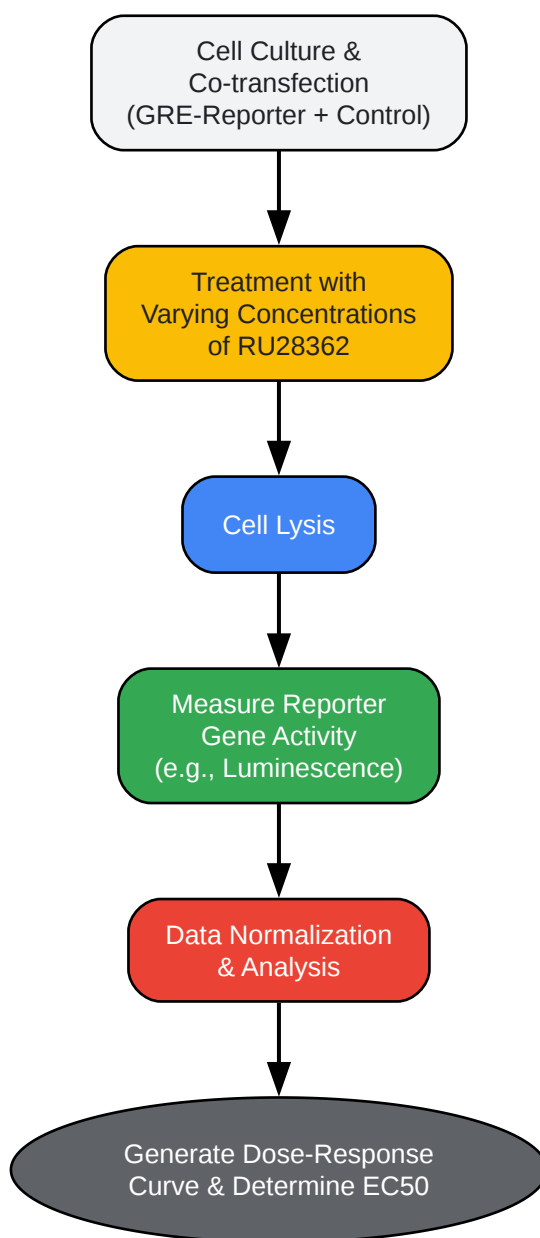 Cell Culture &
Co-transfection
(GRE-Reporter + Control)
Treatment with
Varying Concentrations
of RU28362
Cell Lysis
Measure Reporter
Gene Activity
(e.g., Luminescence)
Data Normalization
& Analysis
Generate Dose-Response
Curve & Determine EC50